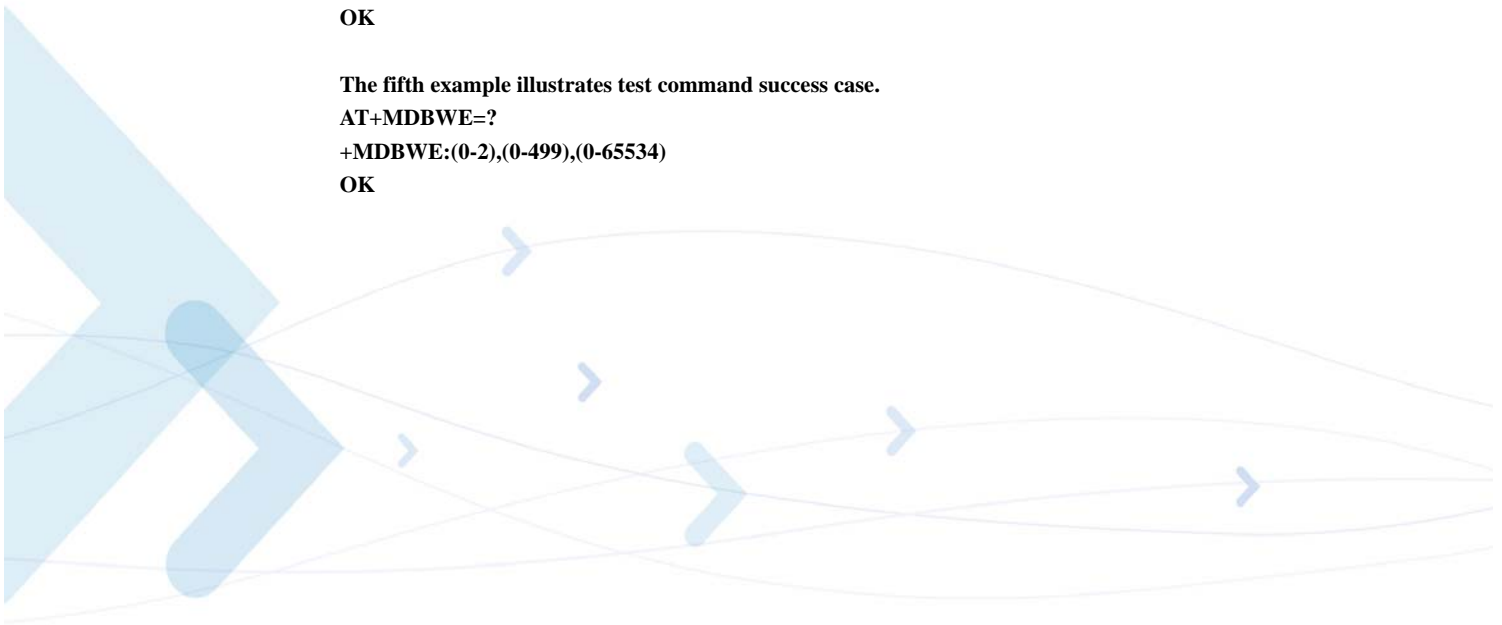 OK
The fifth example illustrates test command success case.
AT+MDBWE=?
+MDBWE:(0-2),(0-499),(0-65534)
OK